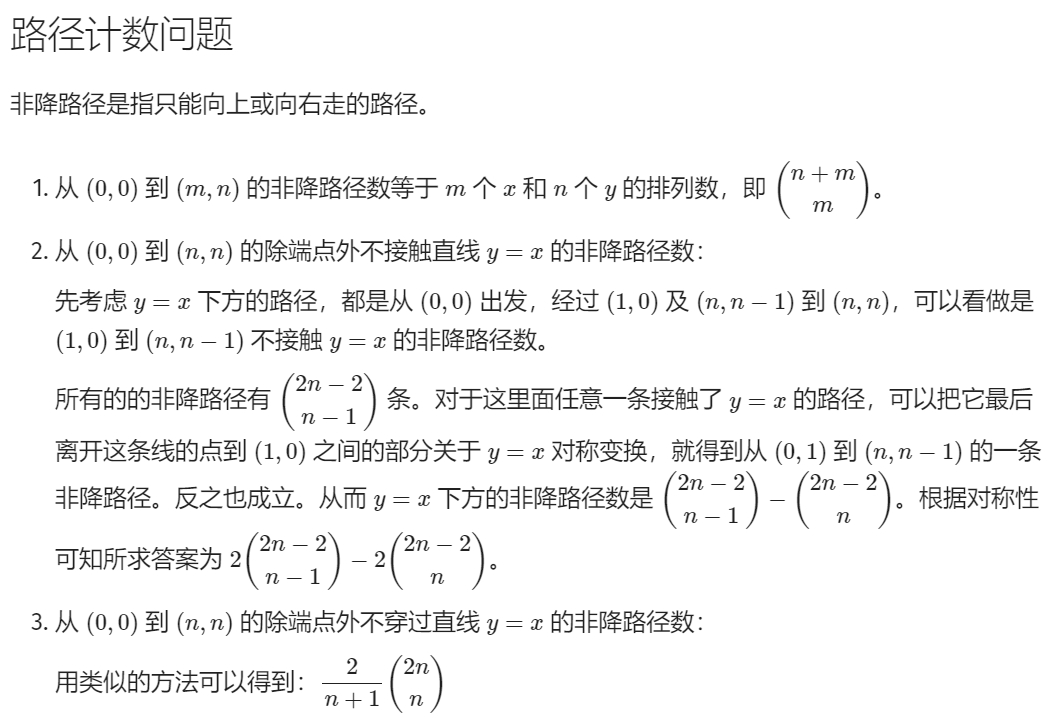 路径计数问题
非降路径是指只能向上或向右走的路径。
1. 从 (0, 0) 到 (m, n) 的非降路径数等于 m 个 x 和 n 个 y 的排列数，即 \binom{n + m}{m}。
2. 从 (0, 0) 到 (n, n) 的除端点外不接触直线 y = x 的非降路径数：
先考虑 y = x 下方的路径，都是从 (0, 0) 出发，经过 (1, 0) 及 (n, n − 1) 到 (n, n)，可以看做是
(1, 0) 到 (n, n − 1) 不接触 y = x 的非降路径数。
所有的的非降路径有 \binom{2n − 2}{n − 1} 条。对于这里面任意一条接触了 y = x 的路径，可以把它最后
离开这条线的点到 (1, 0) 之间的部分关于 y = x 对称变换，就得到从 (0, 1) 到 (n, n − 1) 的一条
非降路径。反之也成立。从而 y = x 下方的非降路径数是 \binom{2n − 2}{n − 1} − \binom{2n − 2}{n}。根据对称性
可知所求答案为 2\binom{2n − 2}{n − 1} − 2\binom{2n − 2}{n}。
3. 从 (0, 0) 到 (n, n) 的除端点外不穿过直线 y = x 的非降路径数：
用类似的方法可以得到：\frac{2}{n + 1}\binom{2n}{n}